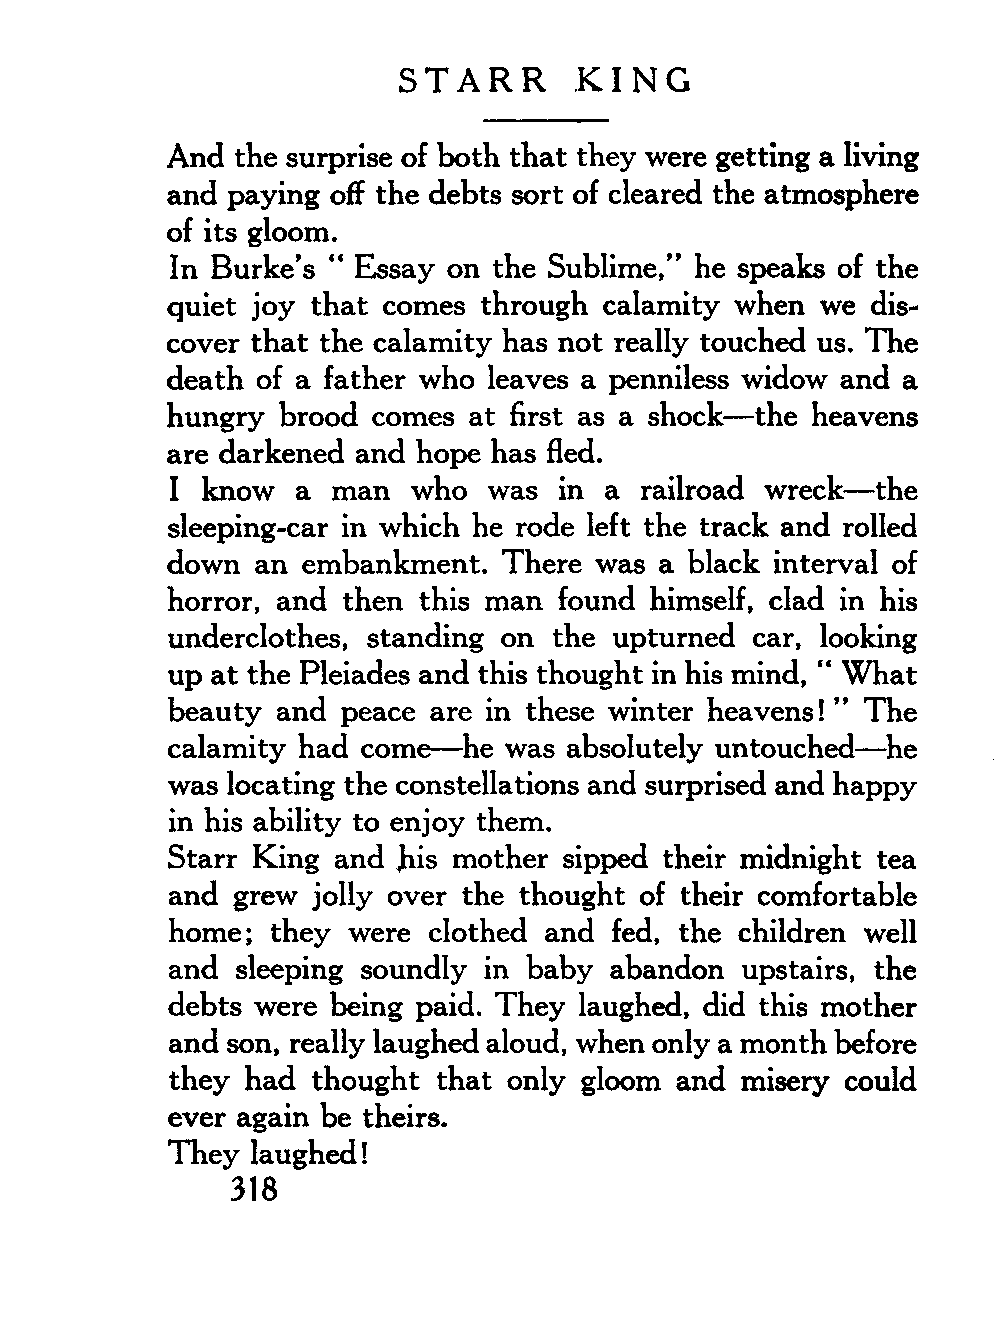 STARR KING
And the surprise of both that they were getting a living
and paying off the debts sort of cleared the atmosphere
of its gloom.
In Burke's “ Essay on the Sublime,” he speaks of the
quiet joy that comes through calamity when we dis-
cover that the calamity has not really touched us. The
death of a father who leaves a penniless widow and a
hungry brood comes at first as a shock—the heavens
are darkened and hope has fled.
I know a man who was in a railroad wreck—the
sleeping-car in which he rode left the track and rolled
down an embankment. There was a black interval of
horror, and then this man found himself, clad in his
underclothes, standing on the upturned car, looking
up at the Pleiades and this thought in his mind, “ What
beauty and peace are in these winter heavens! ” The
calamity had come—he was absolutely untouched—he
was locating the constellations and surprised and happy
in his ability to enjoy them.
Starr King and his mother sipped their midnight tea
and grew jolly over the thought of their comfortable
home; they were clothed and fed, the children well
and sleeping soundly in baby abandon upstairs, the
debts were being paid. They laughed, did this mother
and son, really laughed aloud, when only a month before
they had thought that only gloom and misery could
ever again be theirs.
They laughed!
318